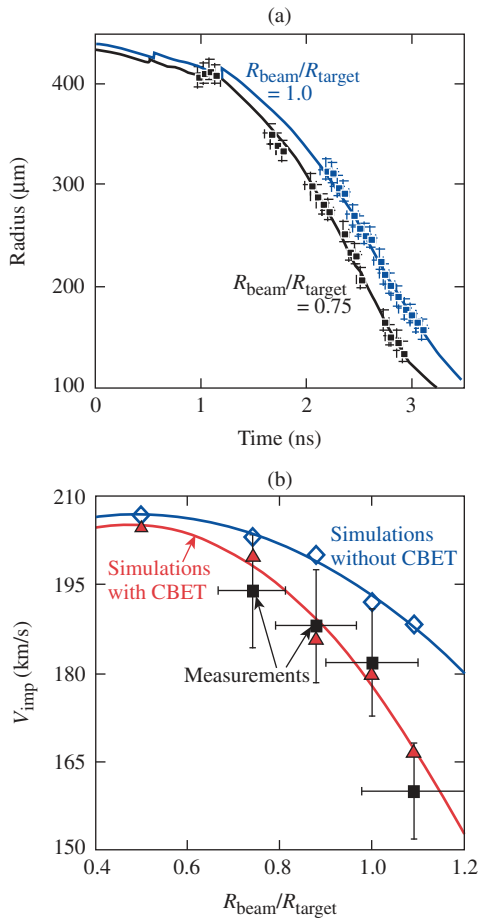 (a)
400
300
200
100
Radius (μm)
R_beam/R_target
= 1.0
R_beam/R_target
= 0.75
0 1 2 3
Time (ns)
(b)
210
195
180
165
150
V_imp (km/s)
Simulations
without CBET
Simulations
with CBET
Measurements
0.4 0.6 0.8 1.0 1.2
R_beam/R_target